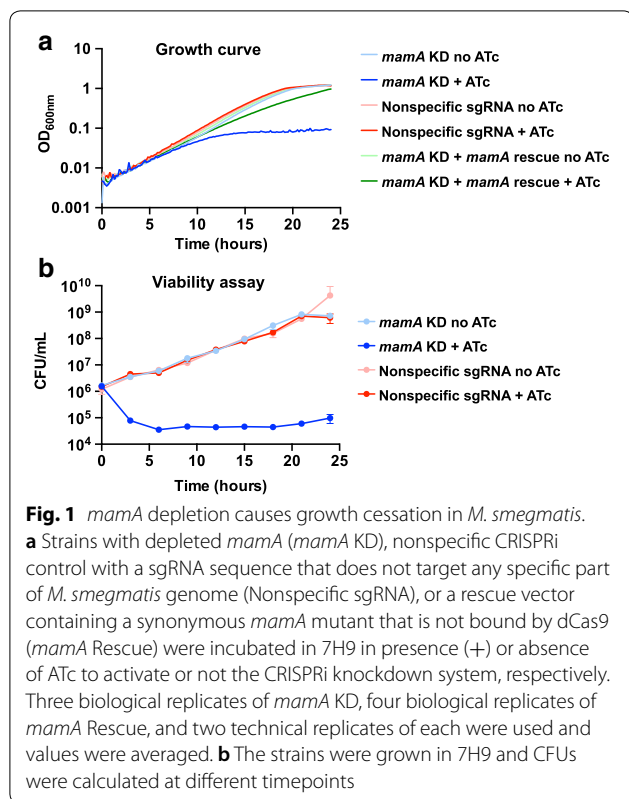 a
Growth curve
OD600nm
10
1
0.1
0.01
0.001
0 5 10 15 20 25
Time (hours)
mamA KD no ATc
mamA KD + ATc
Nonspecific sgRNA no ATc
Nonspecific sgRNA + ATc
mamA KD + mamA rescue no ATc
mamA KD + mamA rescue + ATc
b
Viability assay
CFU/mL
10¹⁰
10⁹
10⁸
10⁷
10⁶
10⁵
10⁴
0 5 10 15 20 25
Time (hours)
mamA KD no ATc
mamA KD + ATc
Nonspecific sgRNA no ATc
Nonspecific sgRNA + ATc
Fig. 1 mamA depletion causes growth cessation in M. smegmatis.
a Strains with depleted mamA (mamA KD), nonspecific CRISPRi
control with a sgRNA sequence that does not target any specific part
of M. smegmatis genome (Nonspecific sgRNA), or a rescue vector
containing a synonymous mamA mutant that is not bound by dCas9
(mamA Rescue) were incubated in 7H9 in presence (+) or absence
of ATc to activate or not the CRISPRi knockdown system, respectively.
Three biological replicates of mamA KD, four biological replicates of
mamA Rescue, and two technical replicates of each were used and
values were averaged. b The strains were grown in 7H9 and CFUs
were calculated at different timepoints